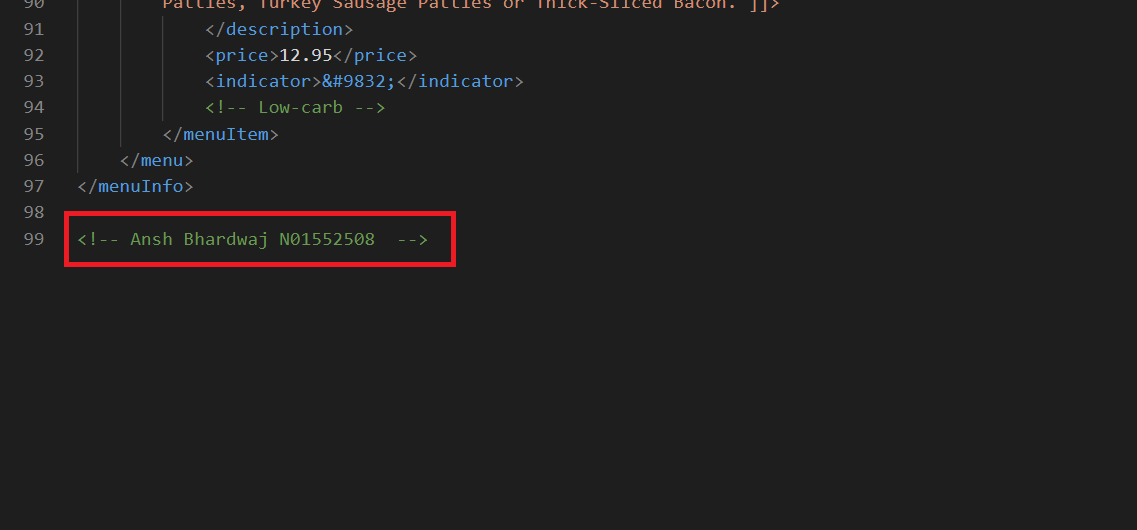 90 Patties, Turkey Sausage Patties or Thick-Sliced Bacon. ]]>
91 </description>
92 <price>12.95</price>
93 <indicator>&#9832;</indicator>
94 <!-- Low-carb -->
95 </menuItem>
96 </menu>
97 </menuInfo>
98
99 <!-- Ansh Bhardwaj N01552508  -->